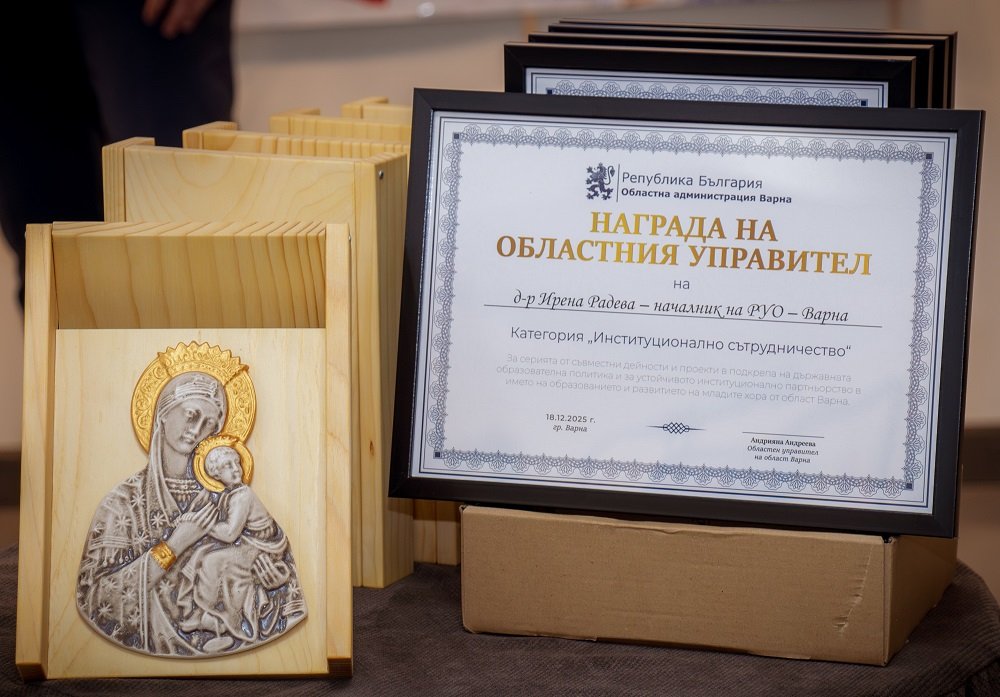 Република България
Областна администрация Варна
НАГРАДА НА
ОБЛАСТНИЯ УПРАВИТЕЛ
на
д-р Ирена Радева – началник на РУО – Варна
Категория „Институционално сътрудничество“
За серията от съвместни дейности и проекти в подкрепа на държавната
образователна политика и за устойчивото институционално партньорство в
името на образованието и развитието на младите хора от област Варна.
18.12.2025 г.
гр. Варна
Андрияна Андреева
Областен управител
на област Варна